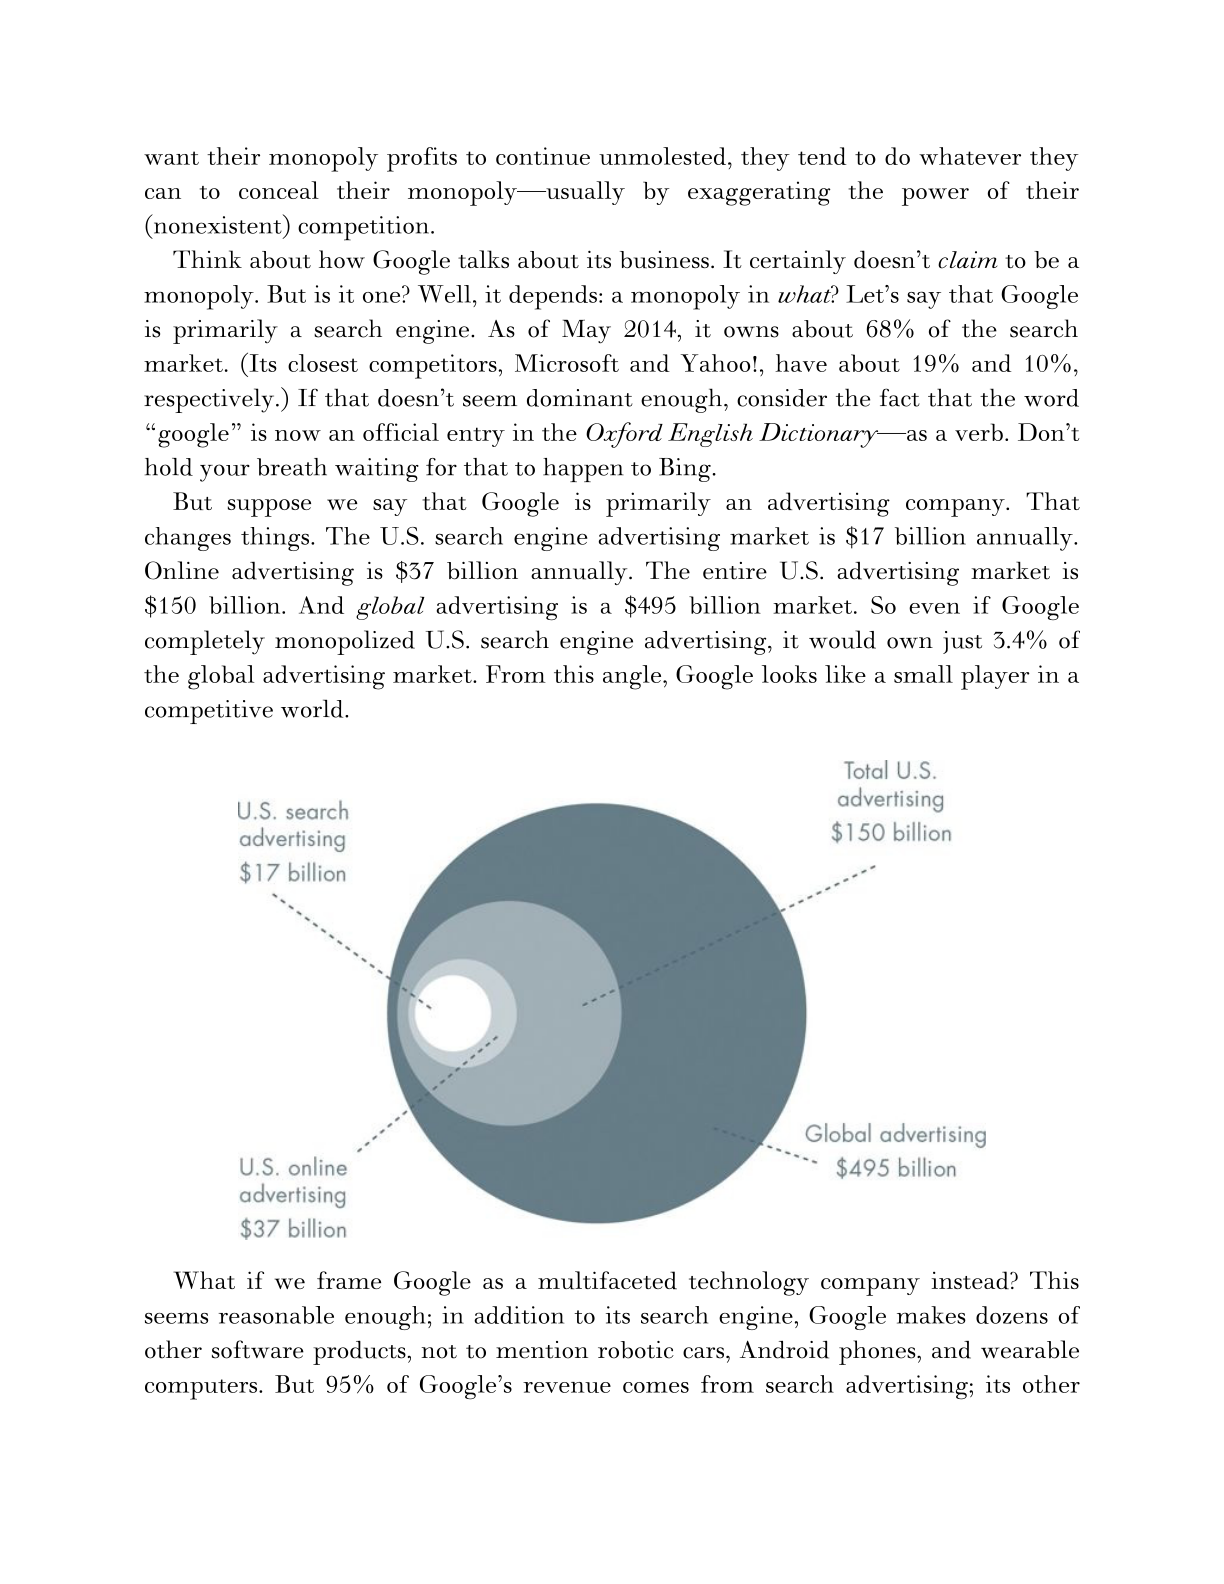 want their monopoly profits to continue unmolested, they tend to do whatever they
can to conceal their monopoly—usually by exaggerating the power of their
(nonexistent) competition.
Think about how Google talks about its business. It certainly doesn’t claim to be a
monopoly. But is it one? Well, it depends: a monopoly in what? Let’s say that Google
is primarily a search engine. As of May 2014, it owns about 68% of the search
market. (Its closest competitors, Microsoft and Yahoo!, have about 19% and 10%,
respectively.) If that doesn’t seem dominant enough, consider the fact that the word
“google” is now an official entry in the Oxford English Dictionary—as a verb. Don’t
hold your breath waiting for that to happen to Bing.
But suppose we say that Google is primarily an advertising company. That
changes things. The U.S. search engine advertising market is $17 billion annually.
Online advertising is $37 billion annually. The entire U.S. advertising market is
$150 billion. And global advertising is a $495 billion market. So even if Google
completely monopolized U.S. search engine advertising, it would own just 3.4% of
the global advertising market. From this angle, Google looks like a small player in a
competitive world.
U.S. search
advertising
$17 billion
Total U.S.
advertising
$150 billion
U.S. online
advertising
$37 billion
Global advertising
$495 billion
What if we frame Google as a multifaceted technology company instead? This
seems reasonable enough; in addition to its search engine, Google makes dozens of
other software products, not to mention robotic cars, Android phones, and wearable
computers. But 95% of Google’s revenue comes from search advertising; its other